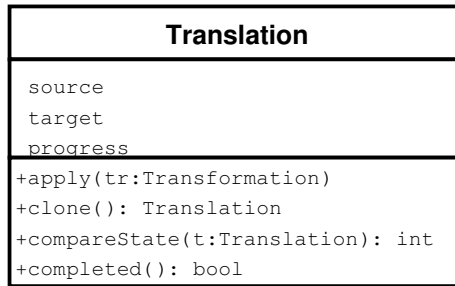 Translation
source
target
progress
+apply(tr:Transformation)
+clone(): Translation
+compareState(t:Translation): int
+completed(): bool